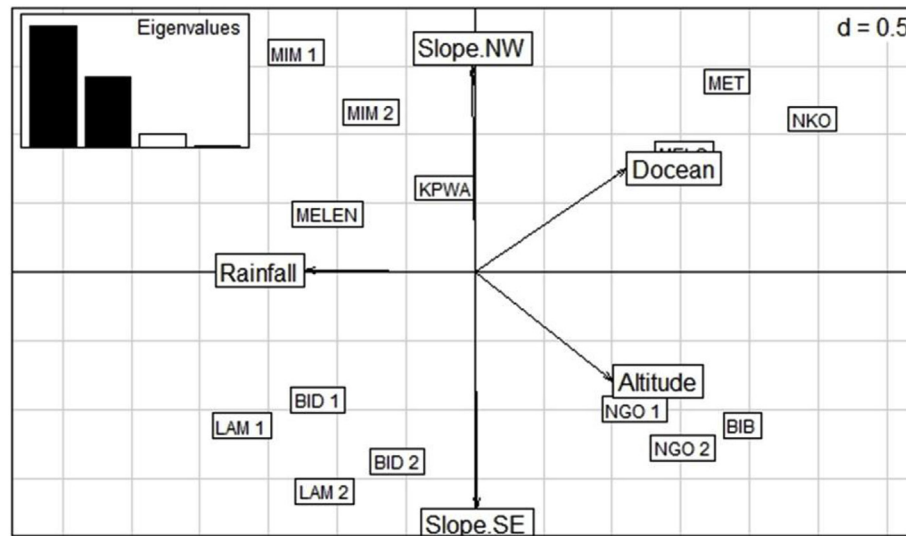 Eigenvalues
d = 0.5
MIM 1
Slope.NW
MET
MIM 2
NKO
Docean
KPWA
MELEN
Rainfall
Altitude
BID 1
NGO 1
LAM 1
BIB
NGO 2
BID 2
LAM 2
Slope.SE